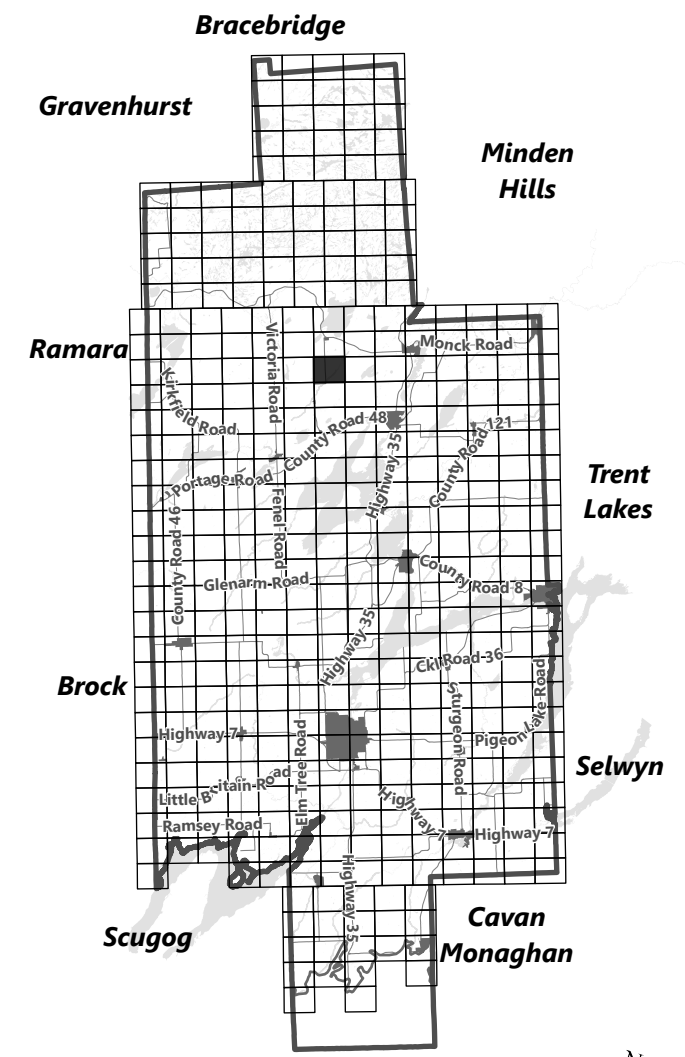 Bracebridge
Gravenhurst
Minden
Hills
Ramara
Victoria Road
Monck Road
Kirkfield Road
County Road 48
Highway 35
County Road 121
Portage Road
Trent
Lakes
County Road 46
Fenel Road
Glenarm Road
County Road 8
Highway 35
Ckl Road 36
Brock
Sturgeon Road
Pigeon Lake Road
Highway 7
Elm Tree Road
Selwyn
Little Britain Road
Highway 7
Highway 7
Ramsey Road
Highway 35
Scugog
Cavan
Monaghan
N